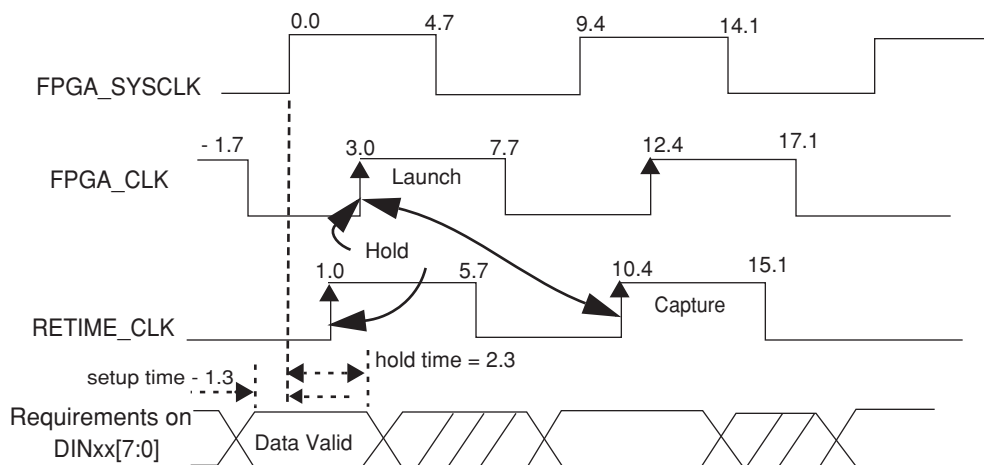 0.0 4.7 9.4 14.1
FPGA_SYSCLK
- 1.7 3.0 7.7 12.4 17.1
FPGA_CLK
Launch
Hold
1.0 5.7 10.4 15.1
Capture
RETIME_CLK
hold time = 2.3
setup time - 1.3
Requirements on
DINxx[7:0]
Data Valid